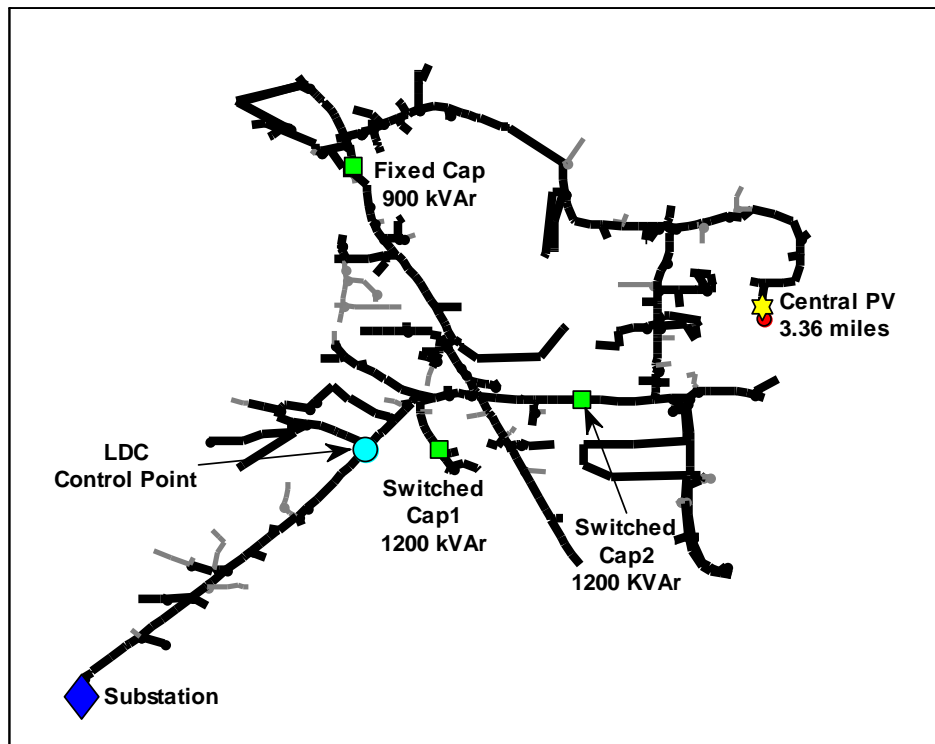 Fixed Cap
900 kVAr
Central PV
3.36 miles
LDC
Control Point
Switched
Cap1
1200 kVAr
Switched
Cap2
1200 KVAr
Substation